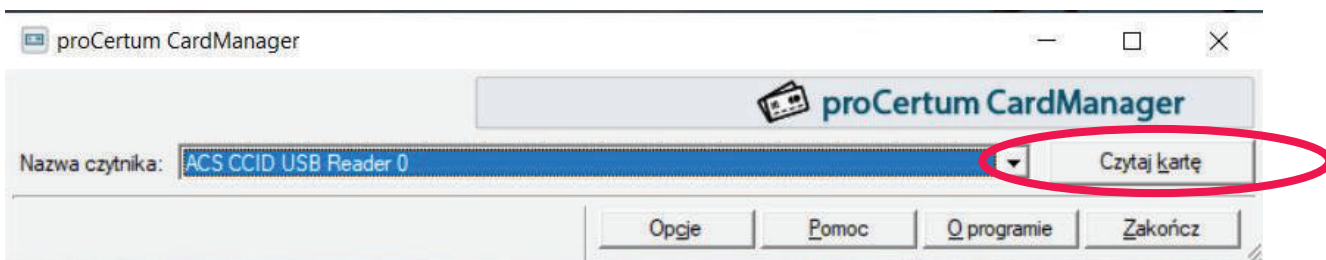 proCertum CardManager
proCertum CardManager
Nazwa czytnika: ACS CCID USB Reader 0 Czytaj kartę
Opcje Pomoc O programie Zakończ